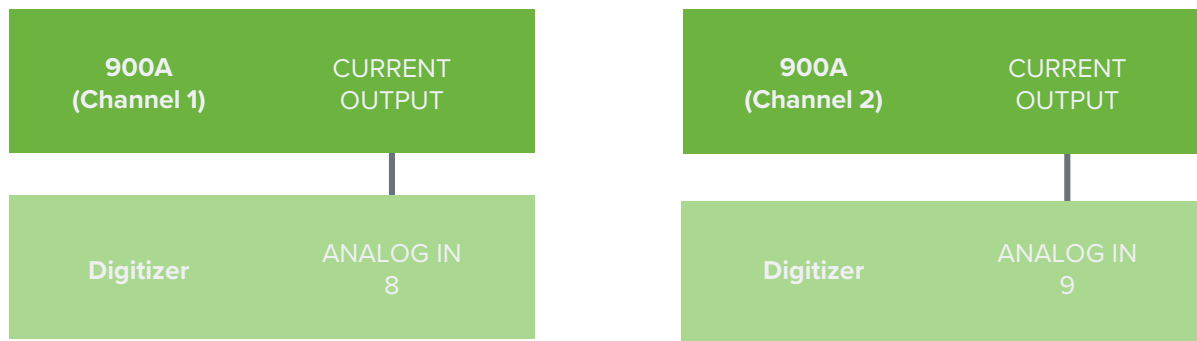 900A
(Channel 1)
CURRENT
OUTPUT
Digitizer
ANALOG IN
8
900A
(Channel 2)
CURRENT
OUTPUT
Digitizer
ANALOG IN
9